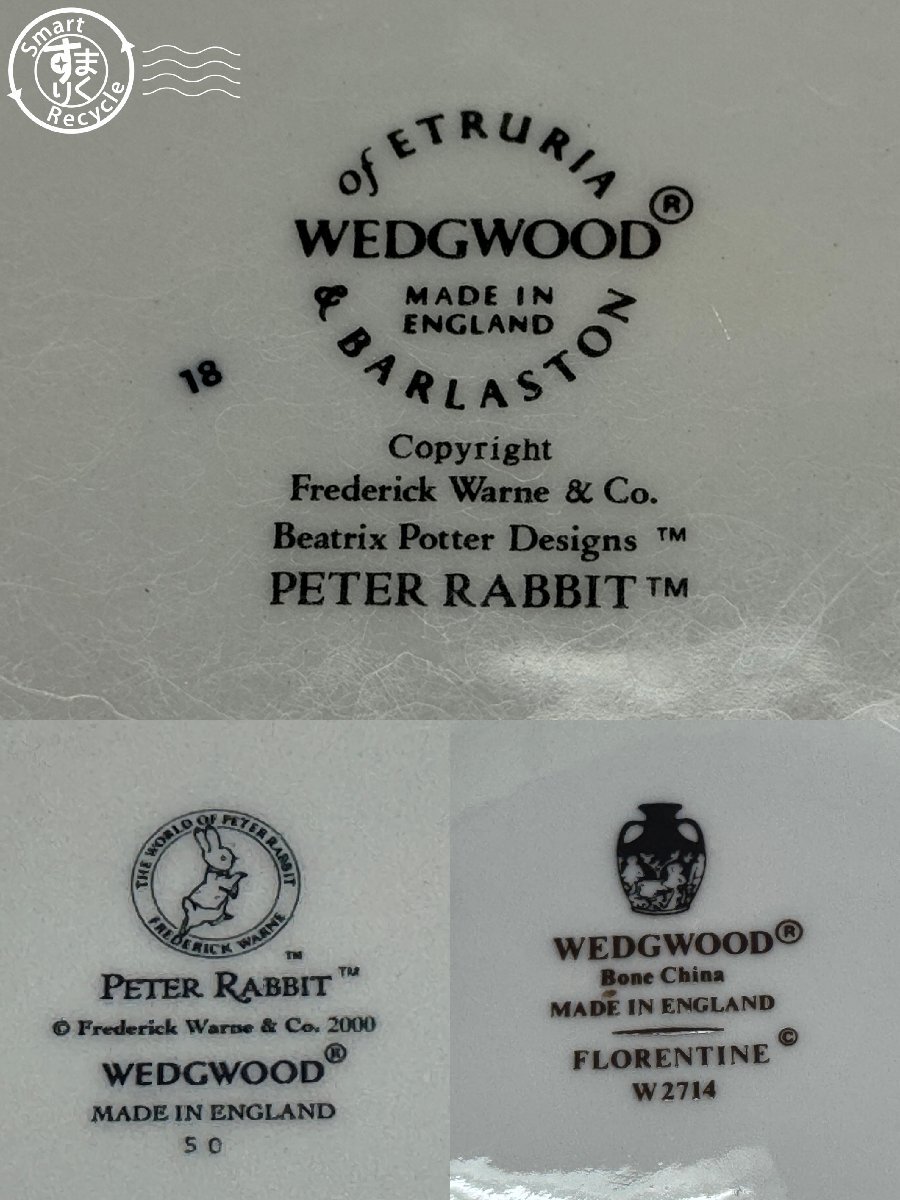 Smart
すまりく
Recycle
of ETRURIA
WEDGWOOD®
MADE IN
ENGLAND
& BARLASTON
18
Copyright
Frederick Warne & Co.
Beatrix Potter Designs ™
PETER RABBIT™
THE WORLD OF PETER RABBIT
FREDERICK WARNE
™
PETER RABBIT™
© Frederick Warne & Co. 2000
WEDGWOOD®
MADE IN ENGLAND
5 0
WEDGWOOD®
Bone China
MADE IN ENGLAND
FLORENTINE ©
W2714